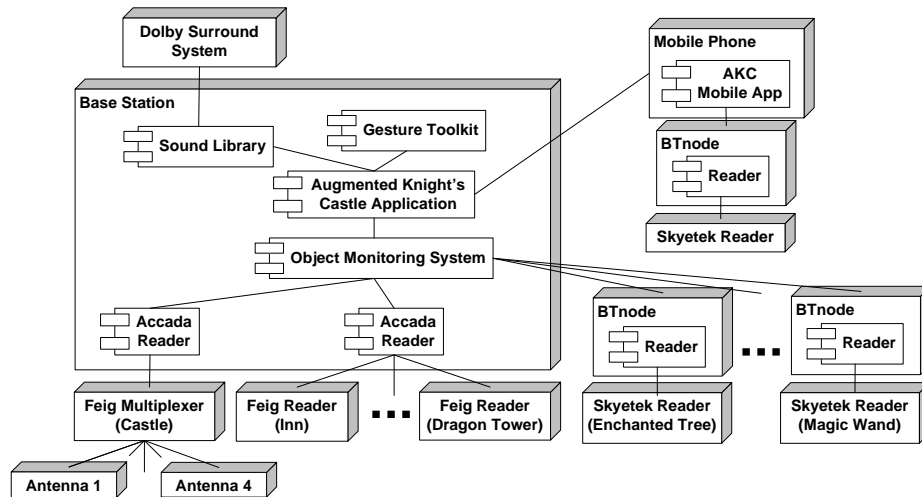 Dolby Surround
System
Base Station
Sound Library
Gesture Toolkit
Augmented Knight's
Castle Application
Object Monitoring System
Accada
Reader
Accada
Reader
Feig Multiplexer
(Castle)
Feig Reader
(Inn)
Feig Reader
(Dragon Tower)
Antenna 1
Antenna 4
Mobile Phone
AKC
Mobile App
BTnode
Reader
Skyetek Reader
BTnode
Reader
Skyetek Reader
(Enchanted Tree)
BTnode
Reader
Skyetek Reader
(Magic Wand)